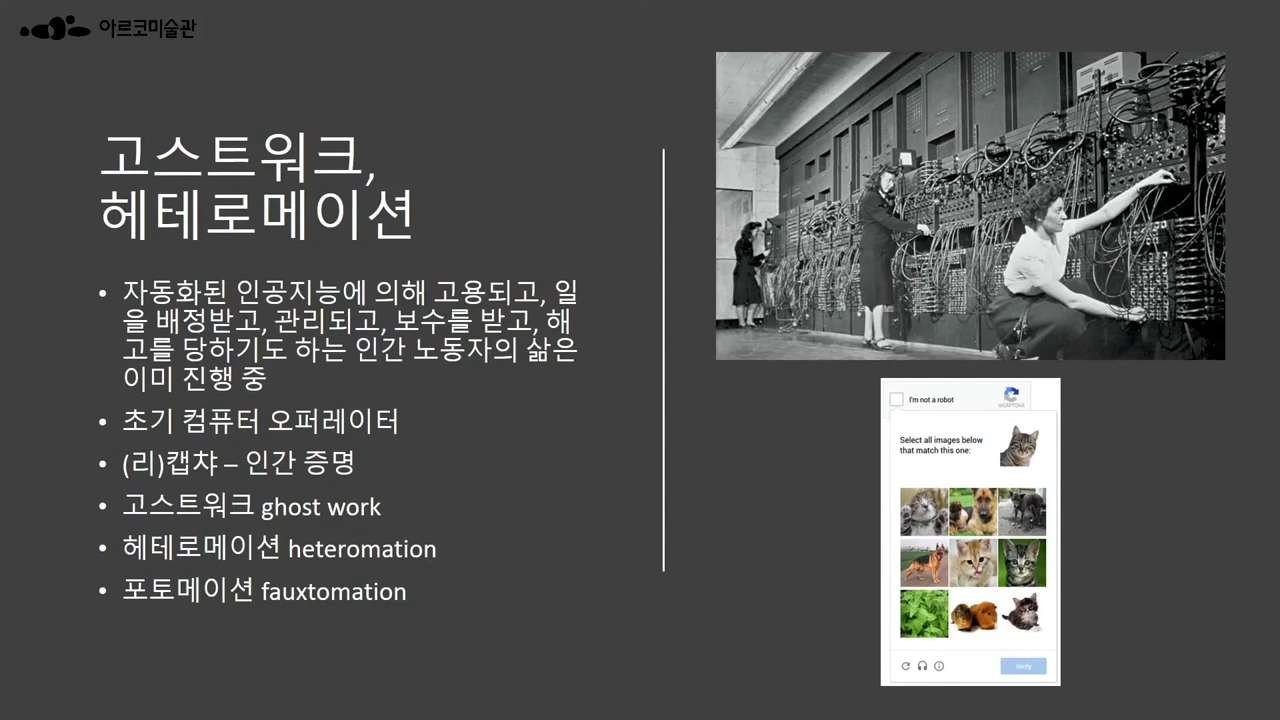 아르코미술관
고스트워크,
헤테로메이션
• 자동화된 인공지능에 의해 고용되고, 일
을 배정받고, 관리되고, 보수를 받고, 해
고를 당하기도 하는 인간 노동자의 삶은
이미 진행 중
• 초기 컴퓨터 오퍼레이터
• (리)캡챠 – 인간 증명
• 고스트워크 ghost work
• 헤테로메이션 heteromation
• 포토메이션 fauxtomation
I'm not a robot
reCAPTCHA
Select all images below
that match this one:
Verify